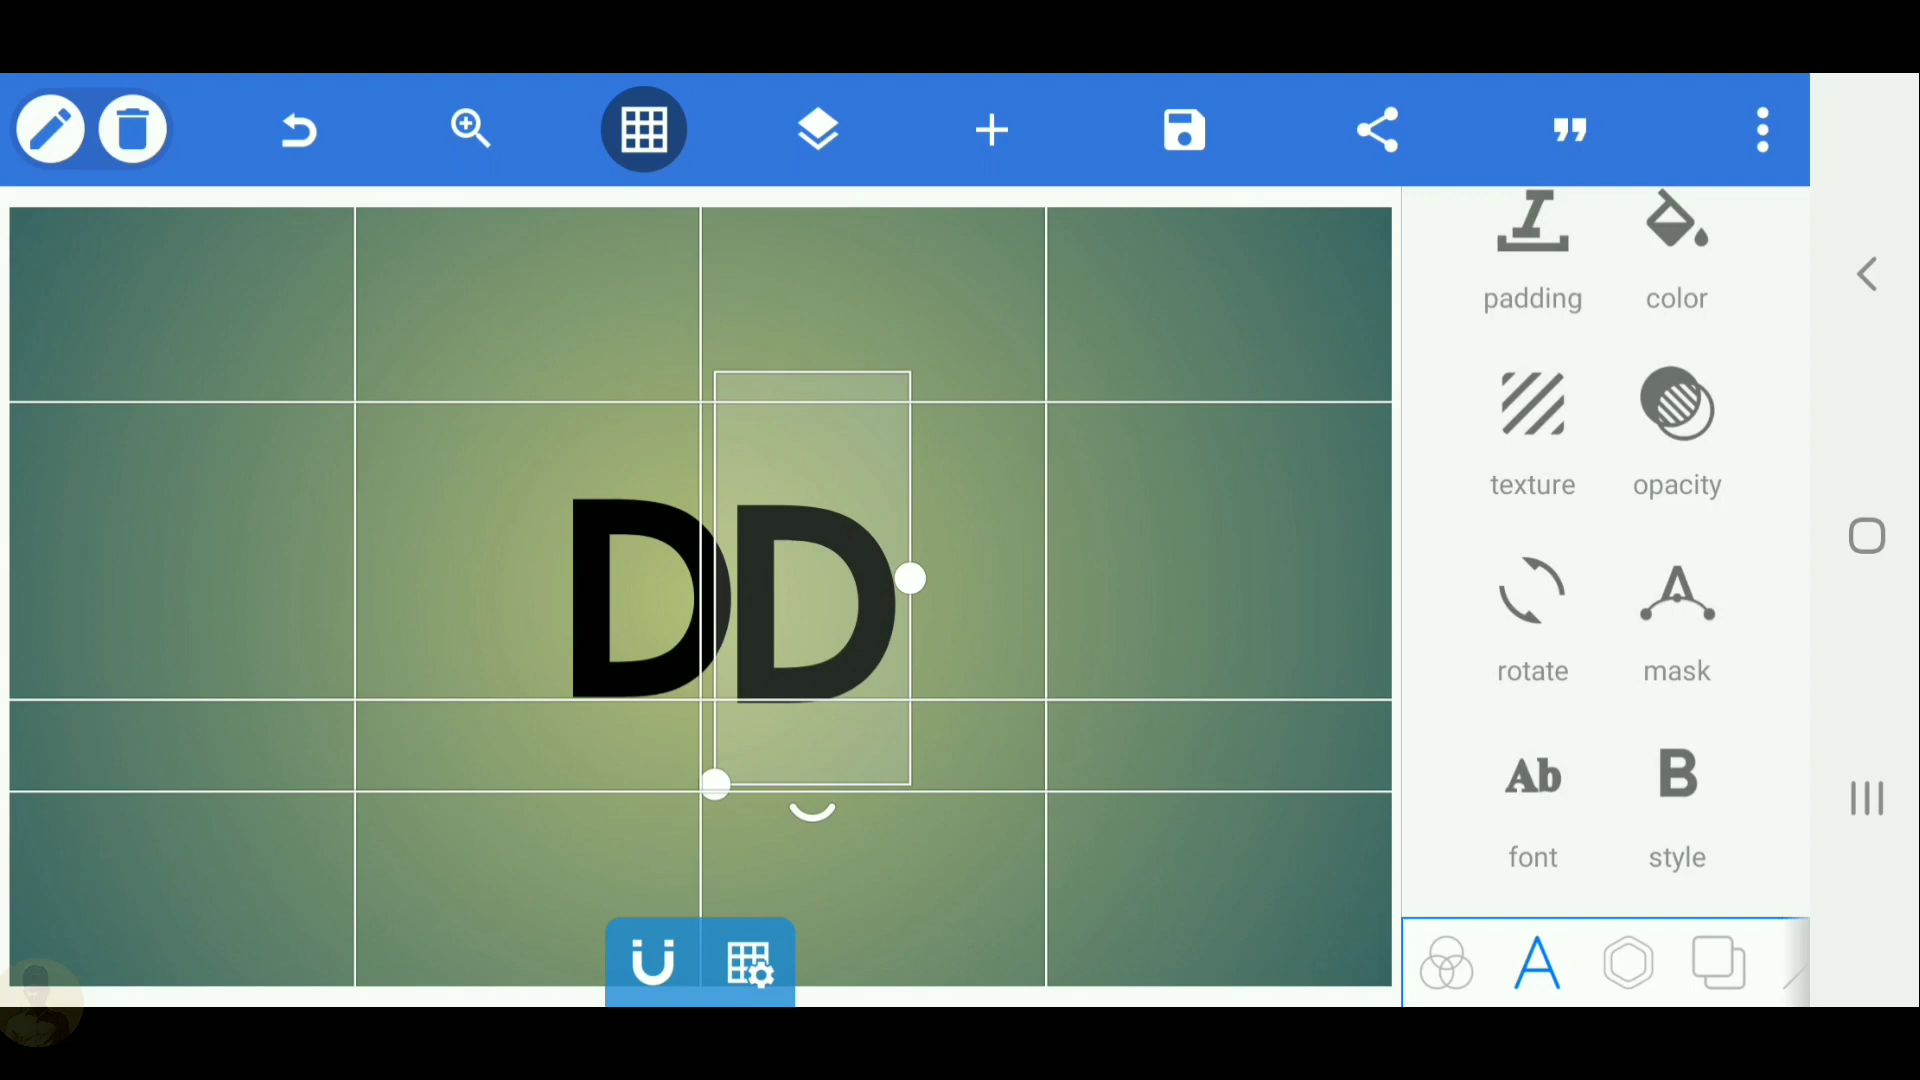 padding color
texture opacity
DD
rotate mask
Ab B
font style
A